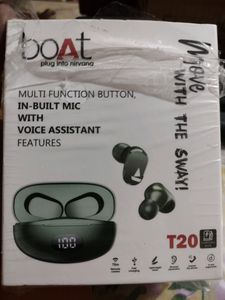 boAt
plug into nirvana
Move
WITH THE SWAY!
MULTI FUNCTION BUTTON,
IN-BUILT MIC
WITH
VOICE ASSISTANT
FEATURES
100
T20